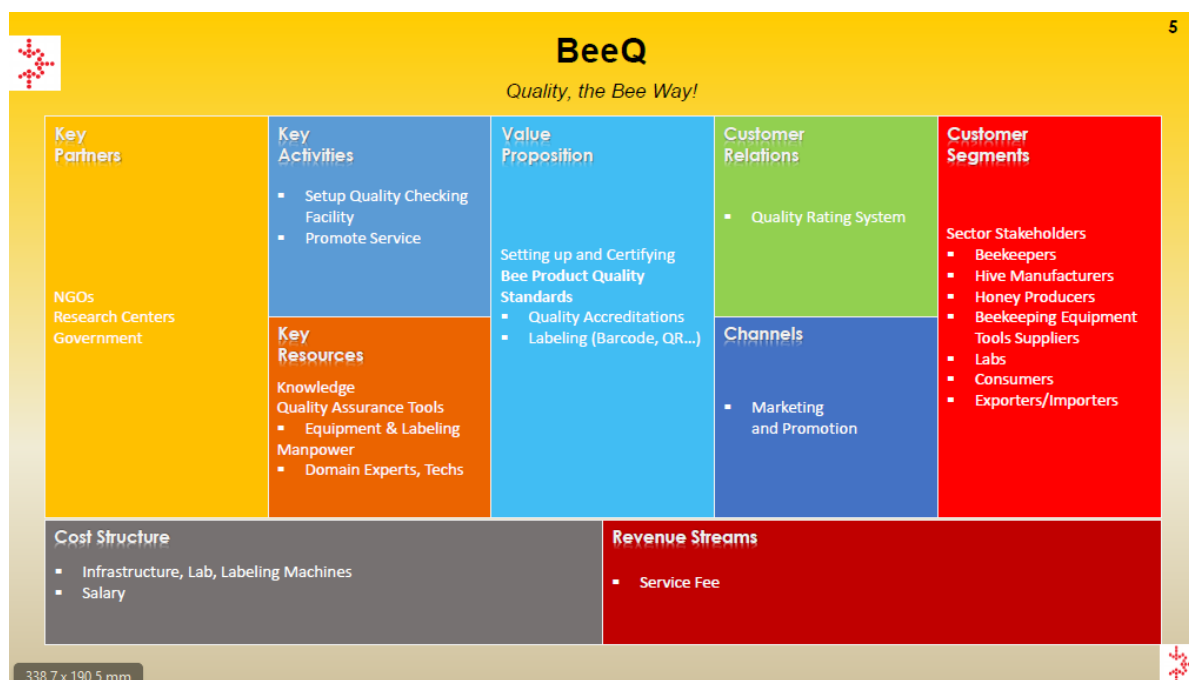 5
BeeQ
Quality, the Bee Way!
Key
Partners
NGOs
Research Centers
Government
Key
Activities
▪ Setup Quality Checking
Facility
▪ Promote Service
Key
Resources
Knowledge
Quality Assurance Tools
▪ Equipment & Labeling
Manpower
▪ Domain Experts, Techs
Value
Proposition
Setting up and Certifying
Bee Product Quality
Standards
▪ Quality Accreditations
▪ Labeling (Barcode, QR...)
Customer
Relations
▪ Quality Rating System
Channels
▪ Marketing
and Promotion
Customer
Segments
Sector Stakeholders
▪ Beekeepers
▪ Hive Manufacturers
▪ Honey Producers
▪ Beekeeping Equipment
Tools Suppliers
▪ Labs
▪ Consumers
▪ Exporters/Importers
Cost Structure
▪ Infrastructure, Lab, Labeling Machines
▪ Salary
Revenue Streams
▪ Service Fee
338.7 x 190.5 mm